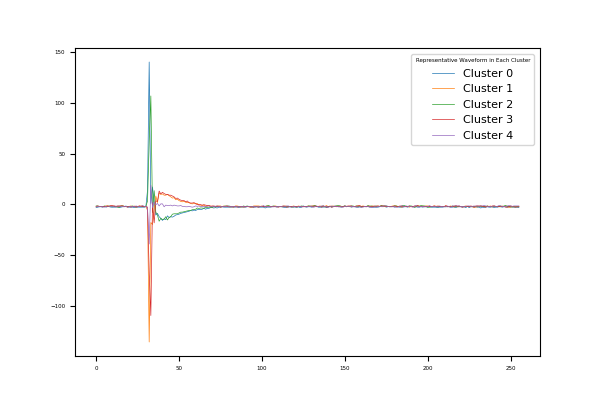 Representative Waveform in Each Cluster
Cluster 0
Cluster 1
Cluster 2
Cluster 3
Cluster 4
150
100
50
0
−50
−100
0 50 100 150 200 250